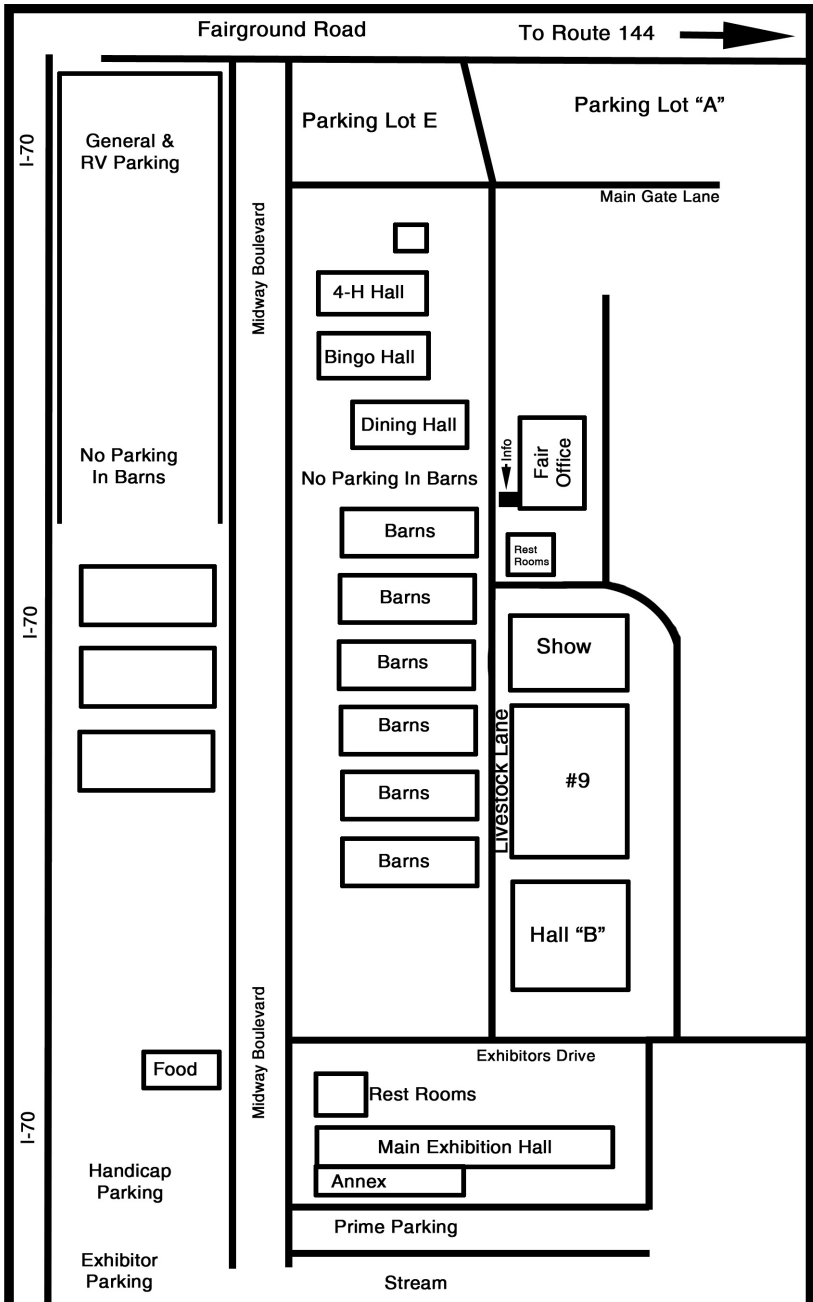 Fairground Road
To Route 144
Parking Lot E
Parking Lot “A”
General &
RV Parking
I-70
Main Gate Lane
Midway Boulevard
4-H Hall
Bingo Hall
Dining Hall
Info
Fair
Office
No Parking
In Barns
No Parking In Barns
Barns
Rest
Rooms
Barns
I-70
Show
Barns
Barns
Livestock Lane
#9
Barns
Barns
Hall “B”
Midway Boulevard
Exhibitors Drive
Food
Rest Rooms
I-70
Main Exhibition Hall
Handicap
Parking
Annex
Prime Parking
Exhibitor
Parking
Stream